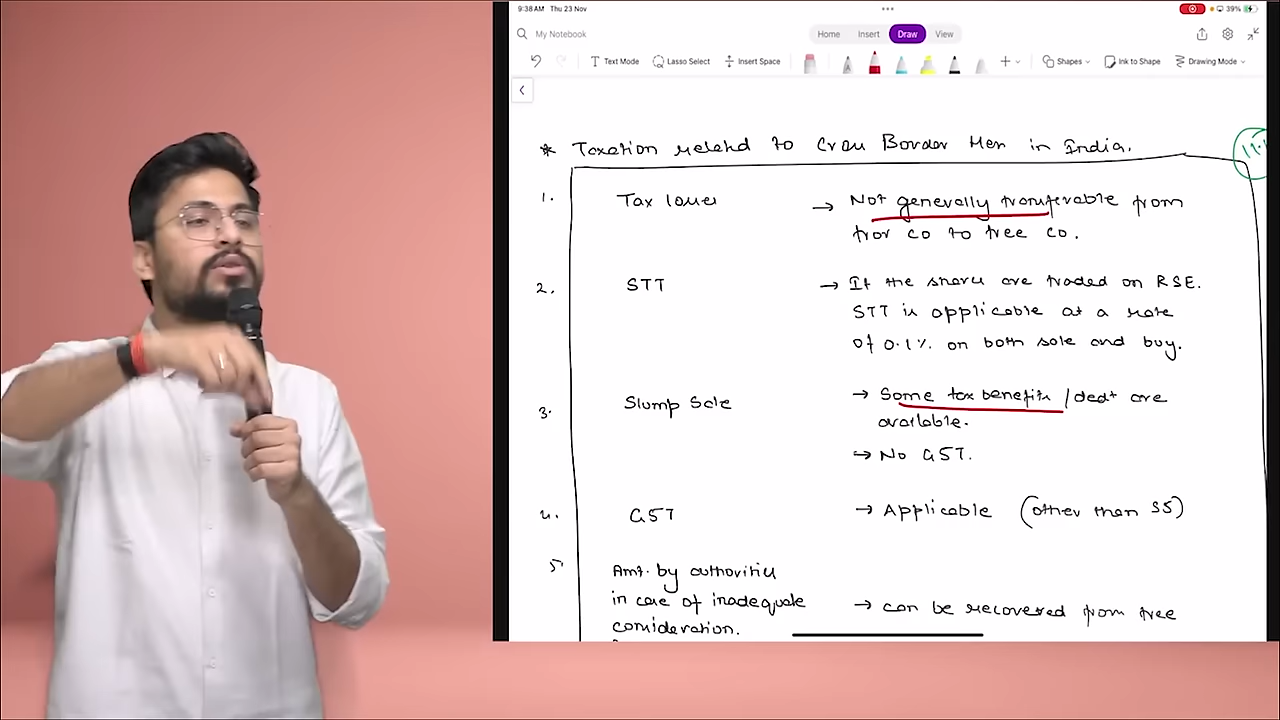 9:38 AM Thu 23 Nov
39%
My Notebook
Home Insert Draw View
Text Mode Lasso Select Insert Space Shapes Ink to Shape Drawing Mode
* Taxation related to Cross Border Mer in India.
1. Tax losses → Not generally transferable from
tror co to tree co.
2. STT → If the shares are traded on RSE.
STT is applicable at a rate
of 0.1% on both sale and buy.
3. Slump Sale → Some tax benefits / dedn are
available.
→ No GST.
4. GST → Applicable (other than SS)
5. Amt. by authorities
in case of inadequate → can be recovered from tree
consideration.